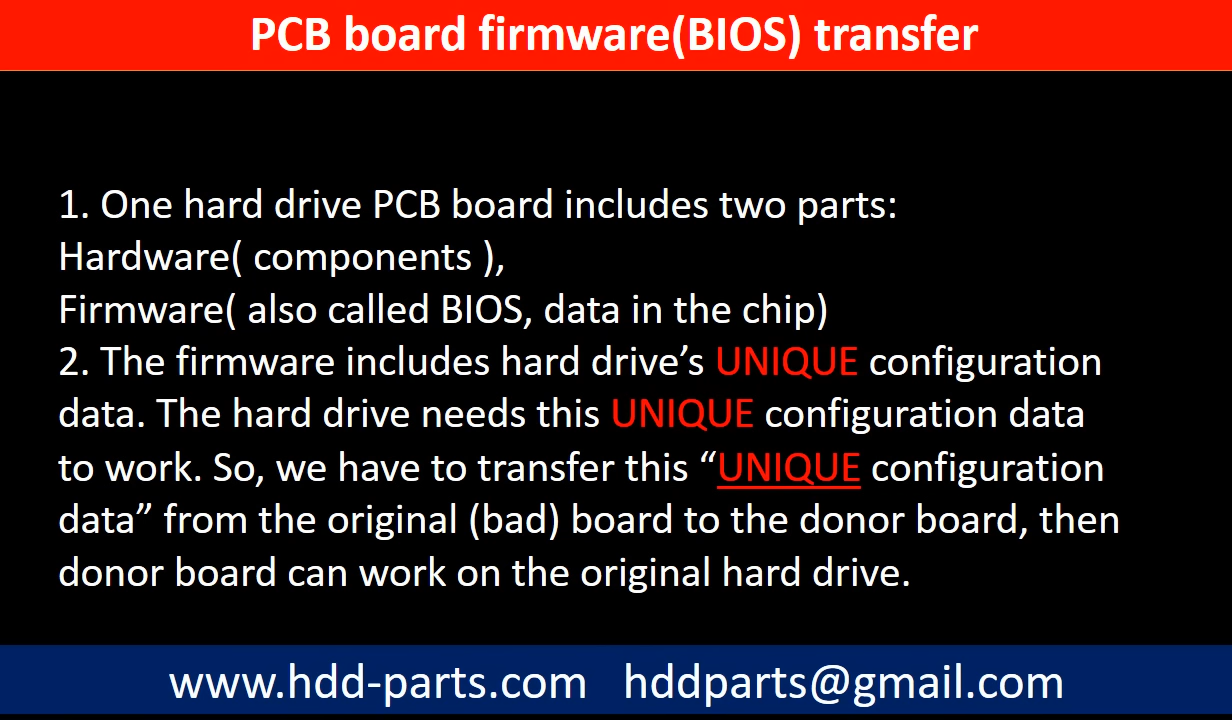 PCB board firmware(BIOS) transfer
1. One hard drive PCB board includes two parts:
Hardware( components ),
Firmware( also called BIOS, data in the chip)
2. The firmware includes hard drive’s UNIQUE configuration
data. The hard drive needs this UNIQUE configuration data
to work. So, we have to transfer this “UNIQUE configuration
data” from the original (bad) board to the donor board, then
donor board can work on the original hard drive.
www.hdd-parts.com hddparts@gmail.com